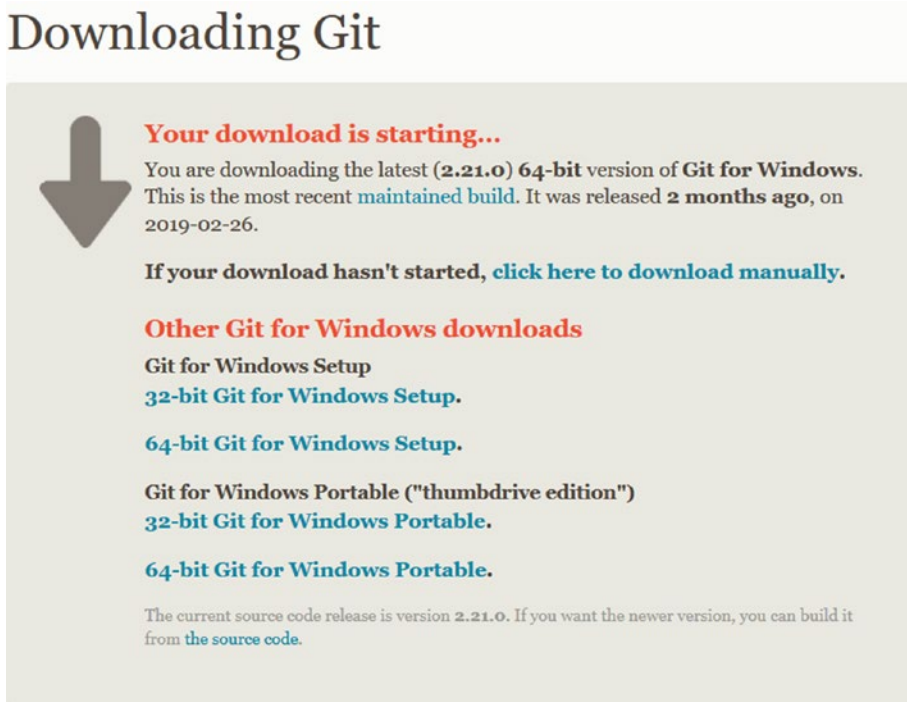 Downloading Git
Your download is starting...
You are downloading the latest (2.21.0) 64-bit version of Git for Windows.
This is the most recent maintained build. It was released 2 months ago, on
2019-02-26.
If your download hasn't started, click here to download manually.
Other Git for Windows downloads
Git for Windows Setup
32-bit Git for Windows Setup.
64-bit Git for Windows Setup.
Git for Windows Portable ("thumbdrive edition")
32-bit Git for Windows Portable.
64-bit Git for Windows Portable.
The current source code release is version 2.21.0. If you want the newer version, you can build it
from the source code.